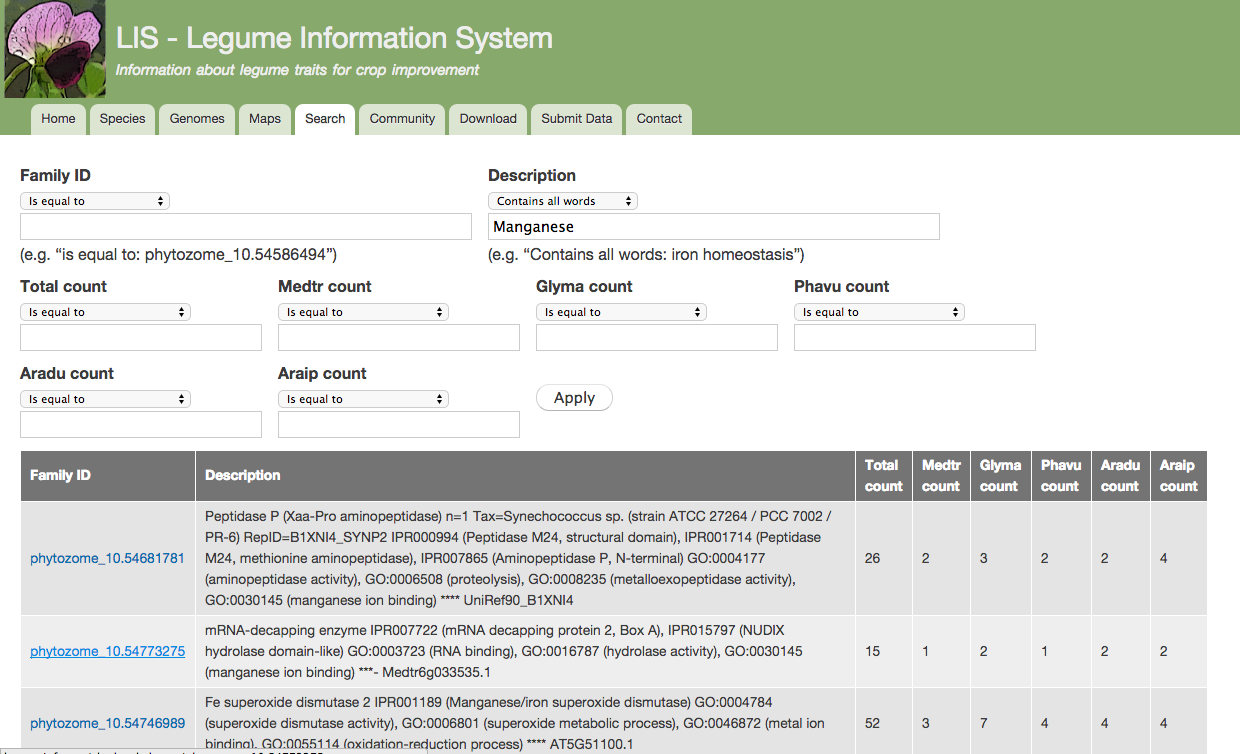 LIS - Legume Information System
Information about legume traits for crop improvement
Home Species Genomes Maps Search Community Download Submit Data Contact
Family ID Description
Is equal to Contains all words
Manganese
(e.g. “is equal to: phytozome_10.54586494”) (e.g. “Contains all words: iron homeostasis”)
Total count Medtr count Glyma count Phavu count
Is equal to Is equal to Is equal to Is equal to
Aradu count Araip count
Is equal to Is equal to Apply
Family ID Description Total count Medtr count Glyma count Phavu count Aradu count Araip count
Peptidase P (Xaa-Pro aminopeptidase) n=1 Tax=Synechococcus sp. (strain ATCC 27264 / PCC 7002 /
PR-6) RepID=B1XNI4_SYNP2 IPR000994 (Peptidase M24, structural domain), IPR001714 (Peptidase
phytozome_10.54681781 M24, methionine aminopeptidase), IPR007865 (Aminopeptidase P, N-terminal) GO:0004177 26 2 3 2 2 4
(aminopeptidase activity), GO:0006508 (proteolysis), GO:0008235 (metalloexopeptidase activity),
GO:0030145 (manganese ion binding) **** UniRef90_B1XNI4
mRNA-decapping enzyme IPR007722 (mRNA decapping protein 2, Box A), IPR015797 (NUDIX
phytozome_10.54773275 hydrolase domain-like) GO:0003723 (RNA binding), GO:0016787 (hydrolase activity), GO:0030145 15 1 2 1 2 2
(manganese ion binding) ***- Medtr6g033535.1
Fe superoxide dismutase 2 IPR001189 (Manganese/iron superoxide dismutase) GO:0004784
phytozome_10.54746989 (superoxide dismutase activity), GO:0006801 (superoxide metabolic process), GO:0046872 (metal ion 52 3 7 4 4 4
binding), GO:0055114 (oxidation-reduction process) **** AT5G51100.1